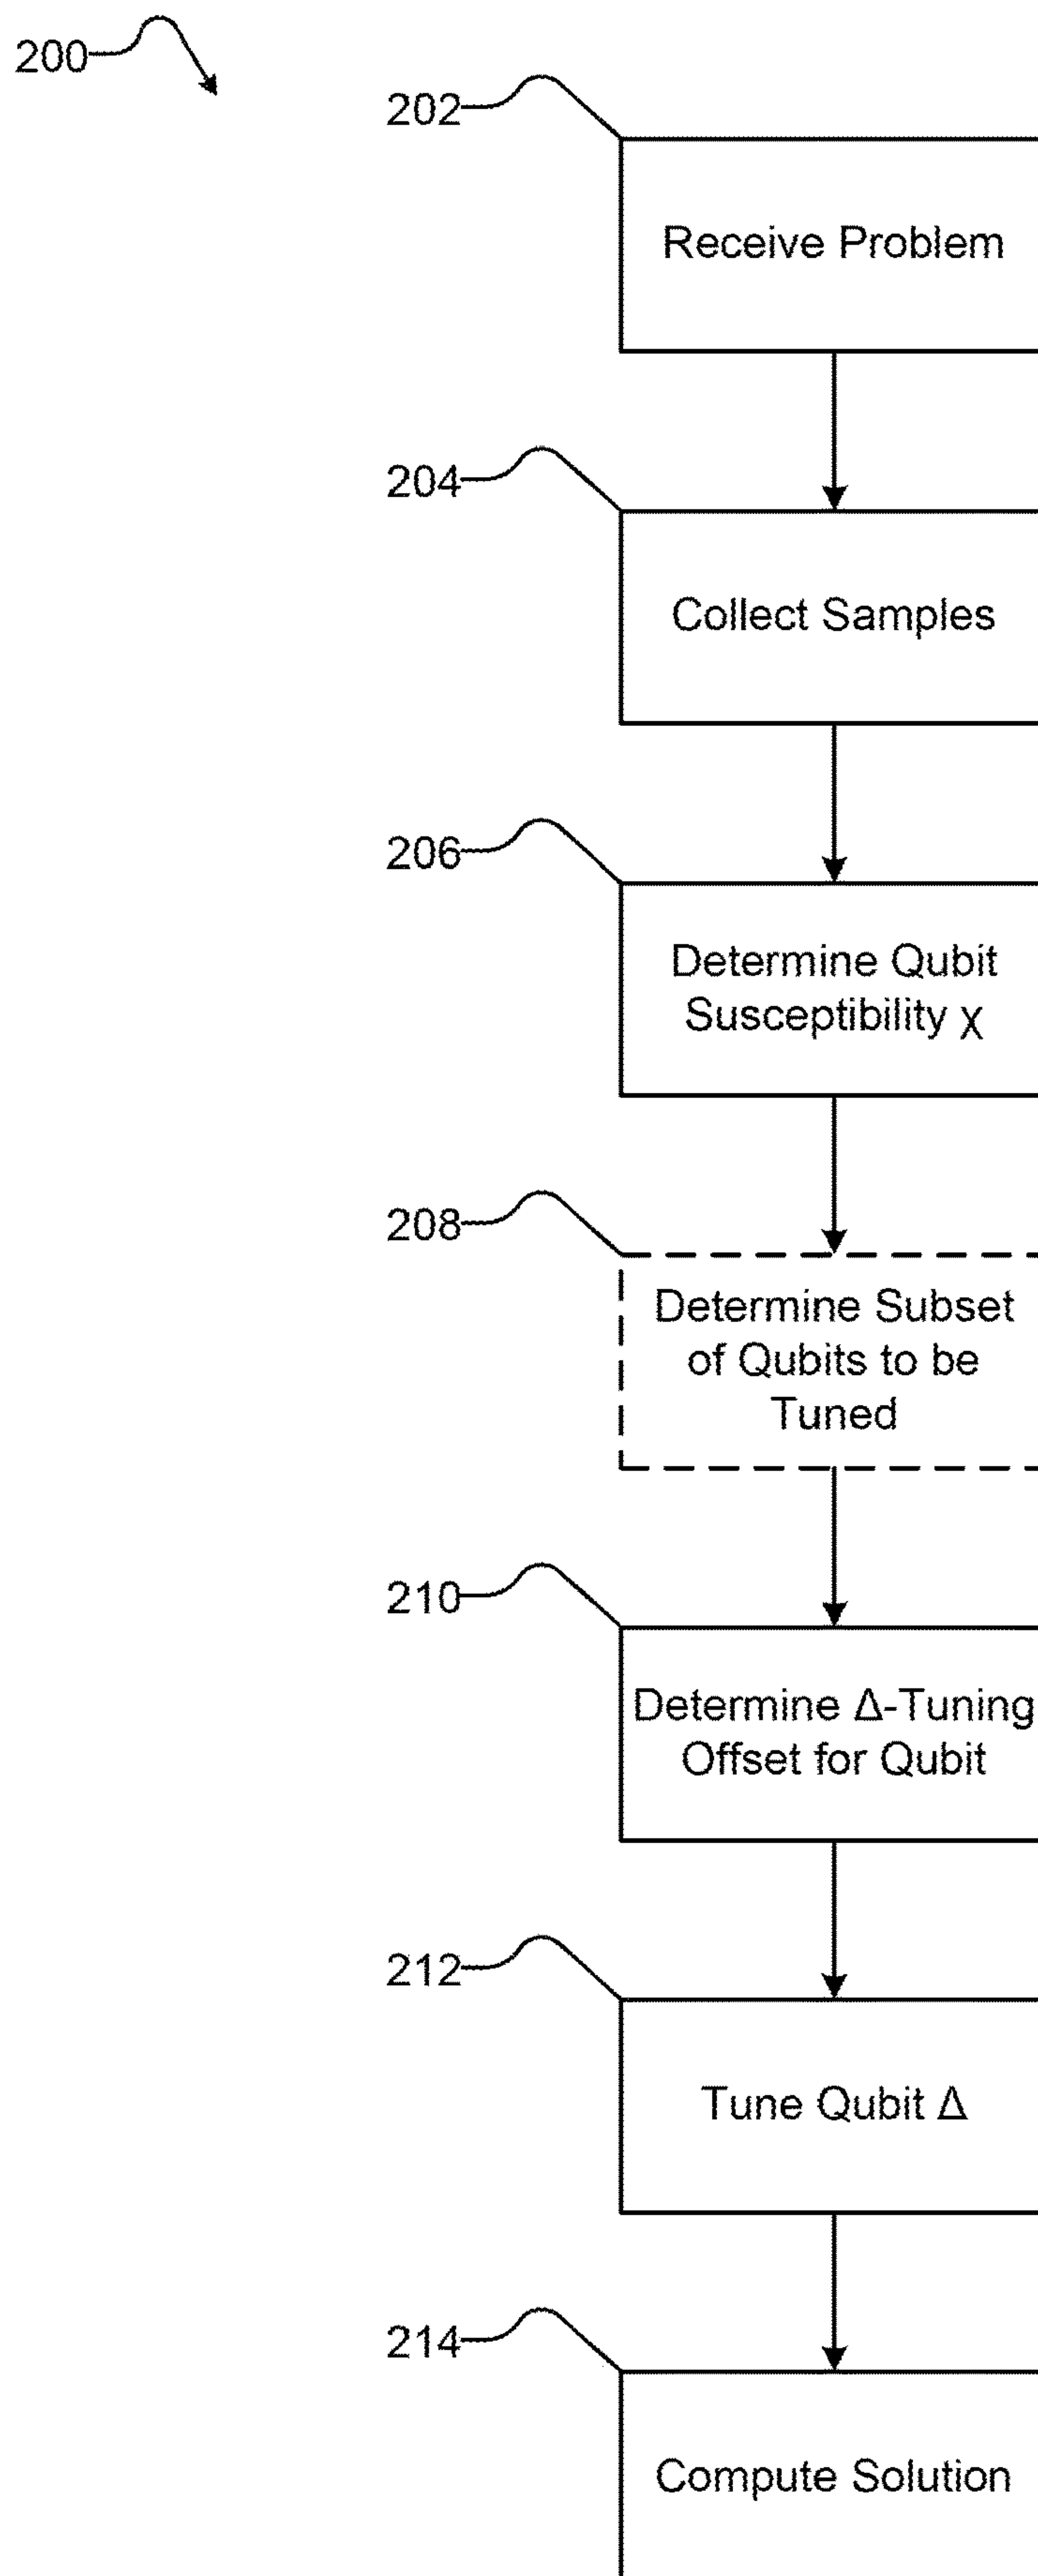 200
202
Receive Problem
204
Collect Samples
206
Determine Qubit
Susceptibility χ
208
Determine Subset
of Qubits to be
Tuned
210
Determine Δ-Tuning
Offset for Qubit
212
Tune Qubit Δ
214
Compute Solution